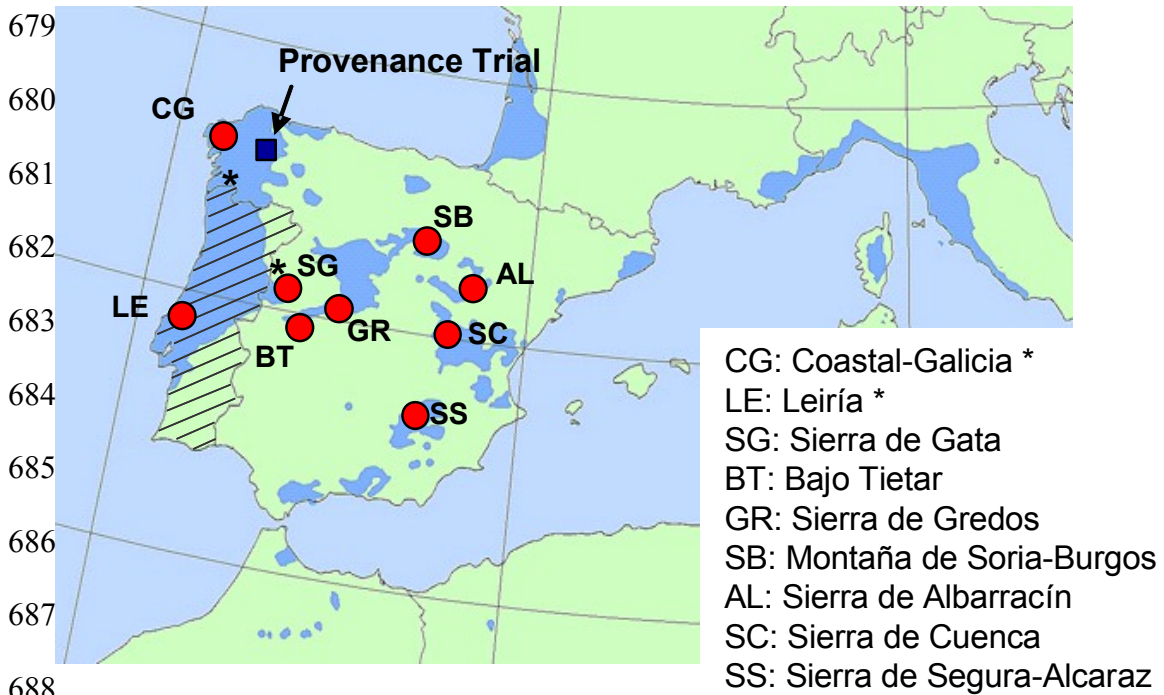 679
Provenance Trial
680
CG
681
*
682
SB
* SG
AL
LE
683
GR
SC
BT
684
SS
685
686
687
688
CG: Coastal-Galicia *
LE: Leiría *
SG: Sierra de Gata
BT: Bajo Tietar
GR: Sierra de Gredos
SB: Montaña de Soria-Burgos
AL: Sierra de Albarracín
SC: Sierra de Cuenca
SS: Sierra de Segura-Alcaraz